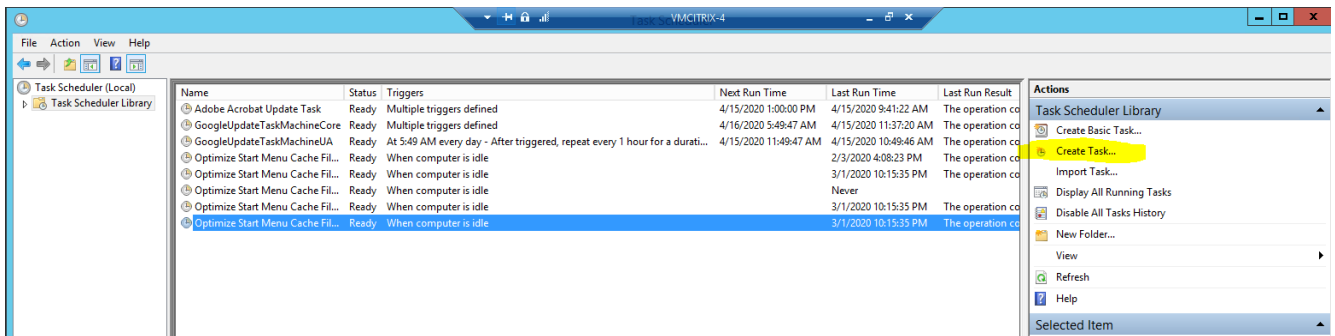 Task Sc
VMCITRIX-4
File Action View Help
Task Scheduler (Local)
Task Scheduler Library
Name Status Triggers Next Run Time Last Run Time Last Run Result
Adobe Acrobat Update Task Ready Multiple triggers defined 4/15/2020 1:00:00 PM 4/15/2020 9:41:22 AM The operation co
GoogleUpdateTaskMachineCore Ready Multiple triggers defined 4/16/2020 5:49:47 AM 4/15/2020 11:37:20 AM The operation co
GoogleUpdateTaskMachineUA Ready At 5:49 AM every day - After triggered, repeat every 1 hour for a durati... 4/15/2020 11:49:47 AM 4/15/2020 10:49:46 AM The operation co
Optimize Start Menu Cache Fil... Ready When computer is idle 2/3/2020 4:08:23 PM The operation co
Optimize Start Menu Cache Fil... Ready When computer is idle 3/1/2020 10:15:35 PM The operation co
Optimize Start Menu Cache Fil... Ready When computer is idle Never
Optimize Start Menu Cache Fil... Ready When computer is idle 3/1/2020 10:15:35 PM The operation co
Optimize Start Menu Cache Fil... Ready When computer is idle 3/1/2020 10:15:35 PM The operation co
Actions
Task Scheduler Library
Create Basic Task...
Create Task...
Import Task...
Display All Running Tasks
Disable All Tasks History
New Folder...
View
Refresh
Help
Selected Item